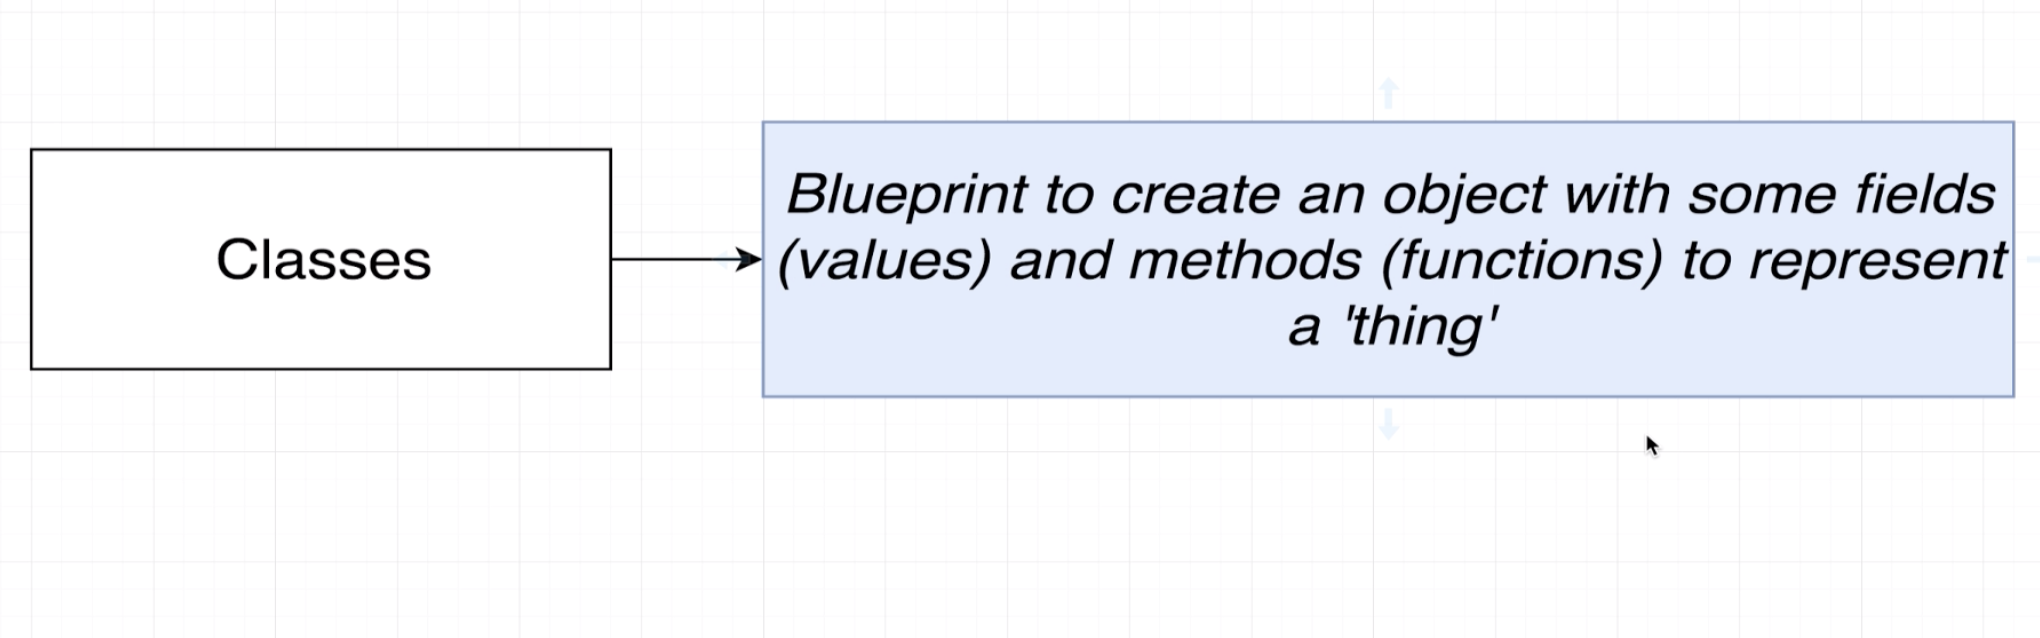 Classes
Blueprint to create an object with some fields
(values) and methods (functions) to represent
a 'thing'